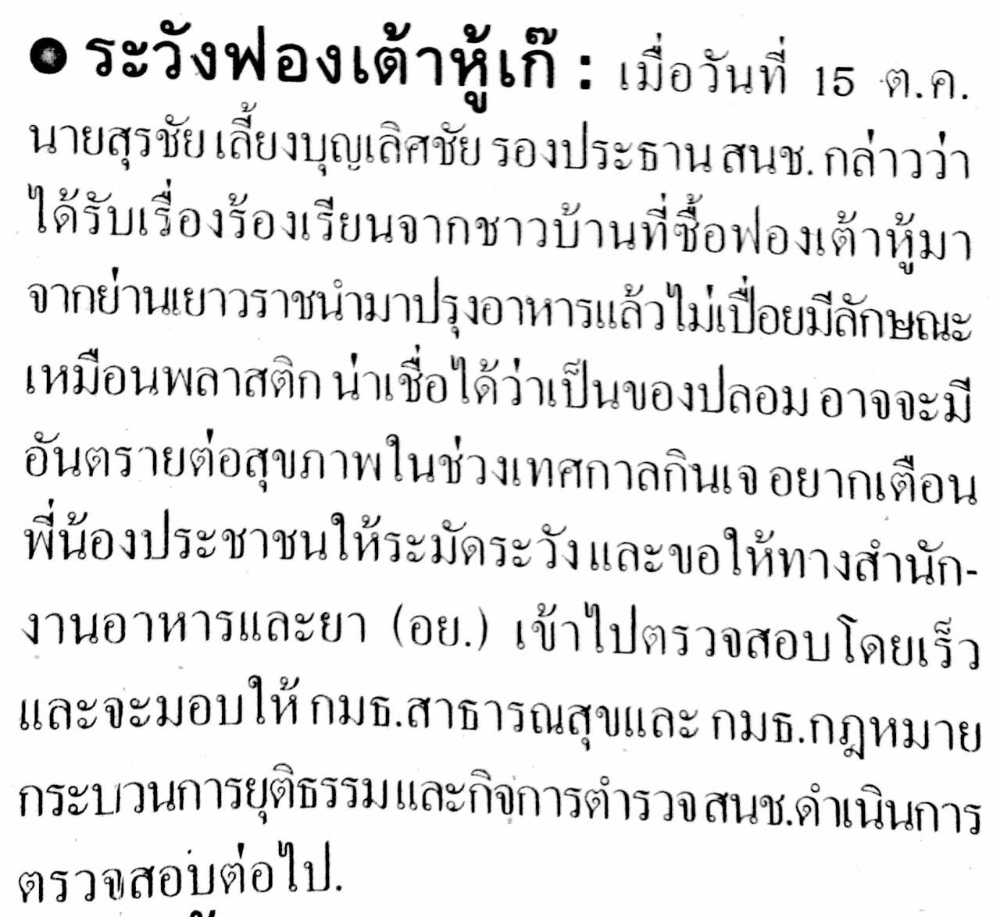 ● ระวังฟองเต้าหู้เก๊ : เมื่อวันที่ 15 ต.ค.
นายสุรชัย เลี้ยงบุญเลิศชัย รองประธาน สนช. กล่าวว่า
ได้รับเรื่องร้องเรียนจากชาวบ้านที่ซื้อฟองเต้าหู้มา
จากย่านเยาวราชนำมาปรุงอาหารแล้วไม่เปื่อยมีลักษณะ
เหมือนพลาสติก น่าเชื่อได้ว่าเป็นของปลอม อาจจะมี
อันตรายต่อสุขภาพในช่วงเทศกาลกินเจ อยากเตือน
พี่น้องประชาชนให้ระมัดระวัง และขอให้ทางสำนัก-
งานอาหารและยา (อย.) เข้าไปตรวจสอบโดยเร็ว
และจะมอบให้ กมธ.สาธารณสุขและ กมธ.กฎหมาย
กระบวนการยุติธรรมและกิจการตำรวจ สนช.ดำเนินการ
ตรวจสอบต่อไป.